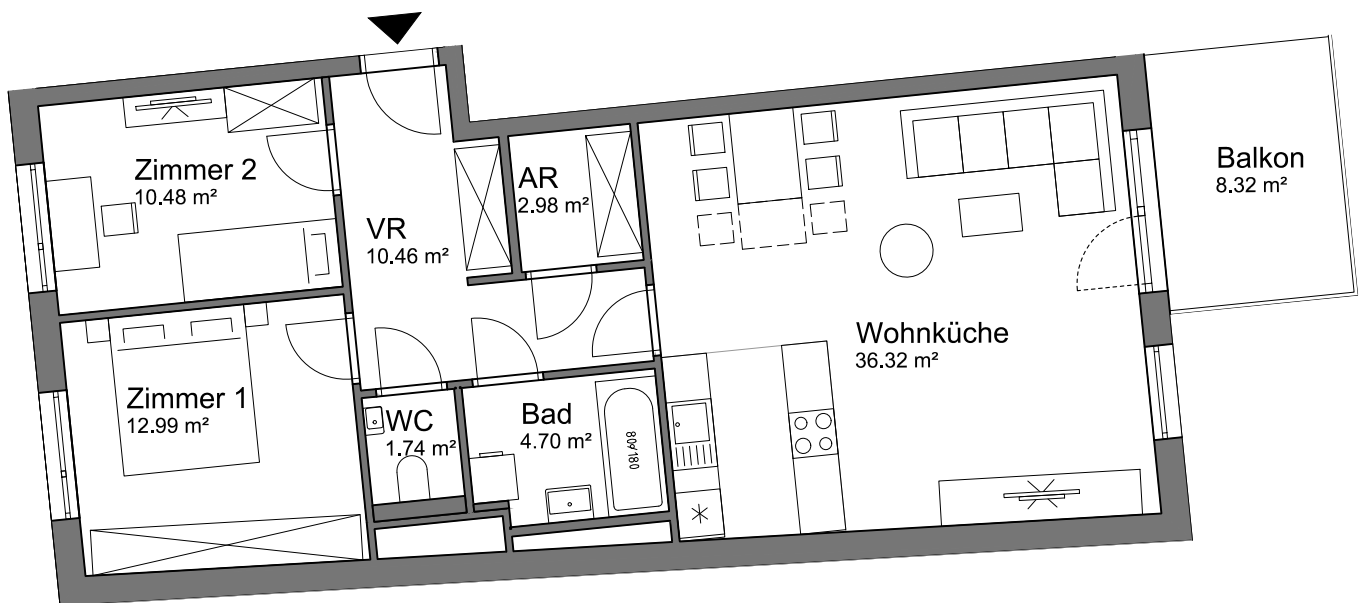 Zimmer 2
10.48 m²
VR
10.46 m²
AR
2.98 m²
Balkon
8.32 m²
Wohnküche
36.32 m²
Zimmer 1
12.99 m²
WC
1.74 m²
Bad
4.70 m²
80/180